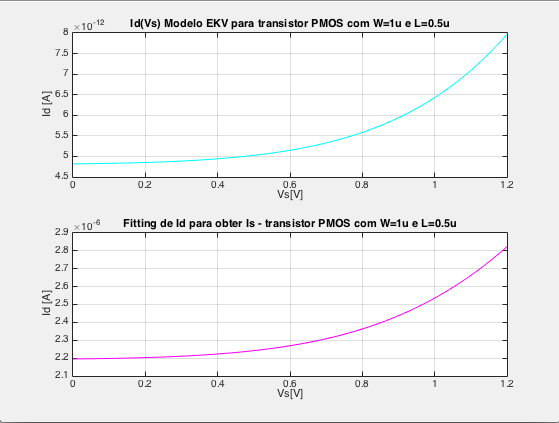 Id(Vs) Modelo EKV para transistor PMOS com W=1u e L=0.5u
×10^-12
8
7.5
7
6.5
6
5.5
5
4.5
Id [A]
0 0.2 0.4 0.6 0.8 1 1.2
Vs[V]
Fitting de Id para obter Is - transistor PMOS com W=1u e L=0.5u
×10^-6
2.9
2.8
2.7
2.6
2.5
2.4
2.3
2.2
2.1
Id [A]
0 0.2 0.4 0.6 0.8 1 1.2
Vs[V]